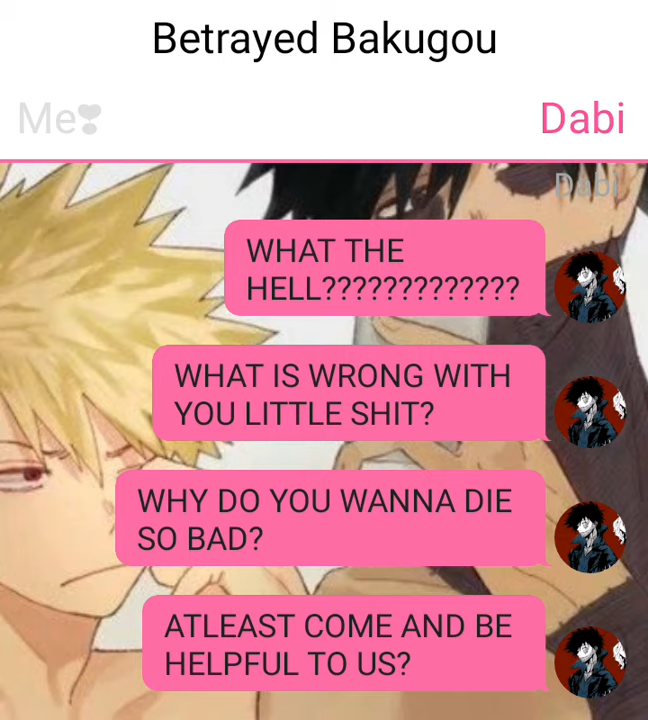 Betrayed Bakugou
Me❣
Dabi
Dabi
WHAT THE
HELL?????????????
WHAT IS WRONG WITH
YOU LITTLE SHIT?
WHY DO YOU WANNA DIE
SO BAD?
ATLEAST COME AND BE
HELPFUL TO US?